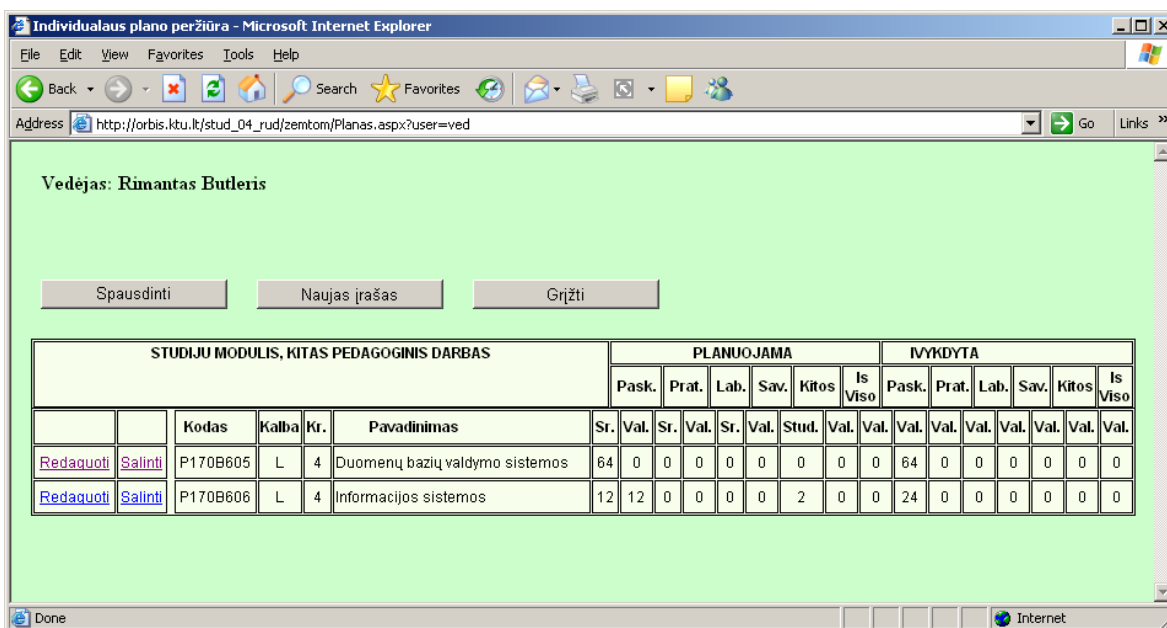 Individualaus plano peržiūra - Microsoft Internet Explorer
File Edit View Favorites Tools Help
Back Search Favorites
Address http://orbis.ktu.lt/stud_04_rud/zemtom/Planas.aspx?user=ved Go Links »
Vedėjas: Rimantas Butleris
Spausdinti Naujas įrašas Grįžti
STUDIJU MODULIS, KITAS PEDAGOGINIS DARBAS PLANUOJAMA IVYKDYTA
Pask. Prat. Lab. Sav. Kitos Is Viso Pask. Prat. Lab. Sav. Kitos Is Viso
Kodas Kalba Kr. Pavadinimas Sr. Val. Sr. Val. Sr. Val. Stud. Val. Val. Val. Val. Val. Val. Val. Val.
Redaguoti Salinti P170B605 L 4 Duomenų bazių valdymo sistemos 64 0 0 0 0 0 0 0 0 64 0 0 0 0 0
Redaguoti Salinti P170B606 L 4 Informacijos sistemos 12 12 0 0 0 0 2 0 0 24 0 0 0 0 0
Done Internet